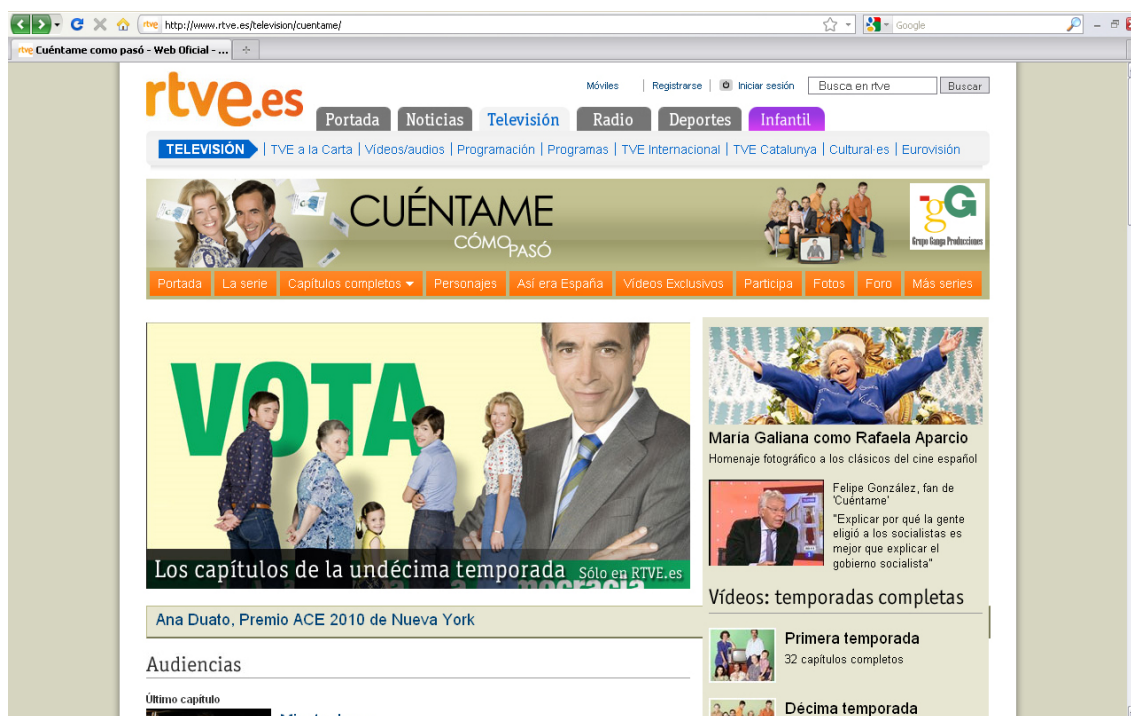 http://www.rtve.es/television/cuentame/
Google
rtve Cuéntame como pasó - Web Oficial - ...
rtve.es
Móviles | Registrarse | Iniciar sesión
Busca en rtve
Buscar
Portada Noticias Televisión Radio Deportes Infantil
TELEVISIÓN | TVE a la Carta | Vídeos/audios | Programación | Programas | TVE Internacional | TVE Catalunya | Cultural·es | Eurovisión
CUÉNTAME
CÓMO PASÓ
gG
Grupo Ganga Producciones
Portada La serie Capítulos completos Personajes Así era España Vídeos Exclusivos Participa Fotos Foro Más series
VOTA
Los capítulos de la undécima temporada Sólo en RTVE.es
María Galiana como Rafaela Aparcio
Homenaje fotográfico a los clásicos del cine español
Felipe González, fan de
'Cuéntame'
"Explicar por qué la gente
eligió a los socialistas es
mejor que explicar el
gobierno socialista"
Vídeos: temporadas completas
Primera temporada
32 capítulos completos
Décima temporada
Ana Duato, Premio ACE 2010 de Nueva York
Audiencias
Último capítulo